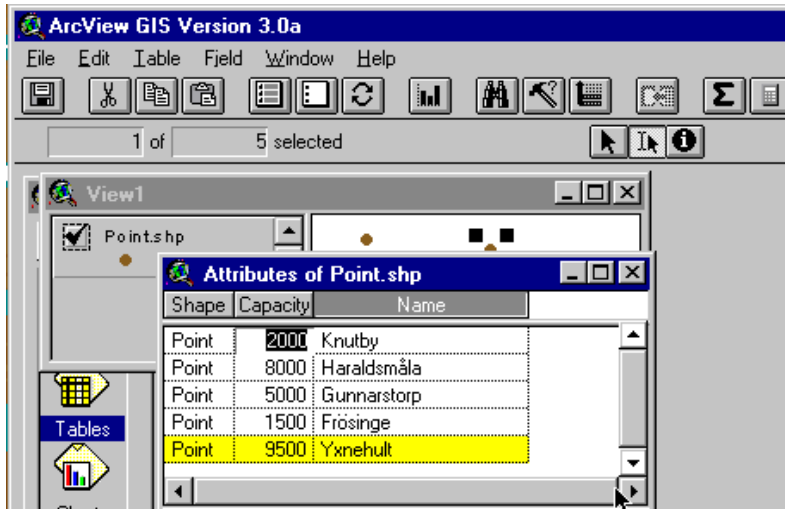 ArcView GIS Version 3.0a
File Edit Table Fjeld Window Help
1 of 5 selected
View1
Point.shp
Attributes of Point.shp
Shape Capacity Name
Point 2000 Knutby
Point 8000 Haraldsmåla
Point 5000 Gunnarstorp
Point 1500 Frösinge
Point 9500 Yxnehult
Tables